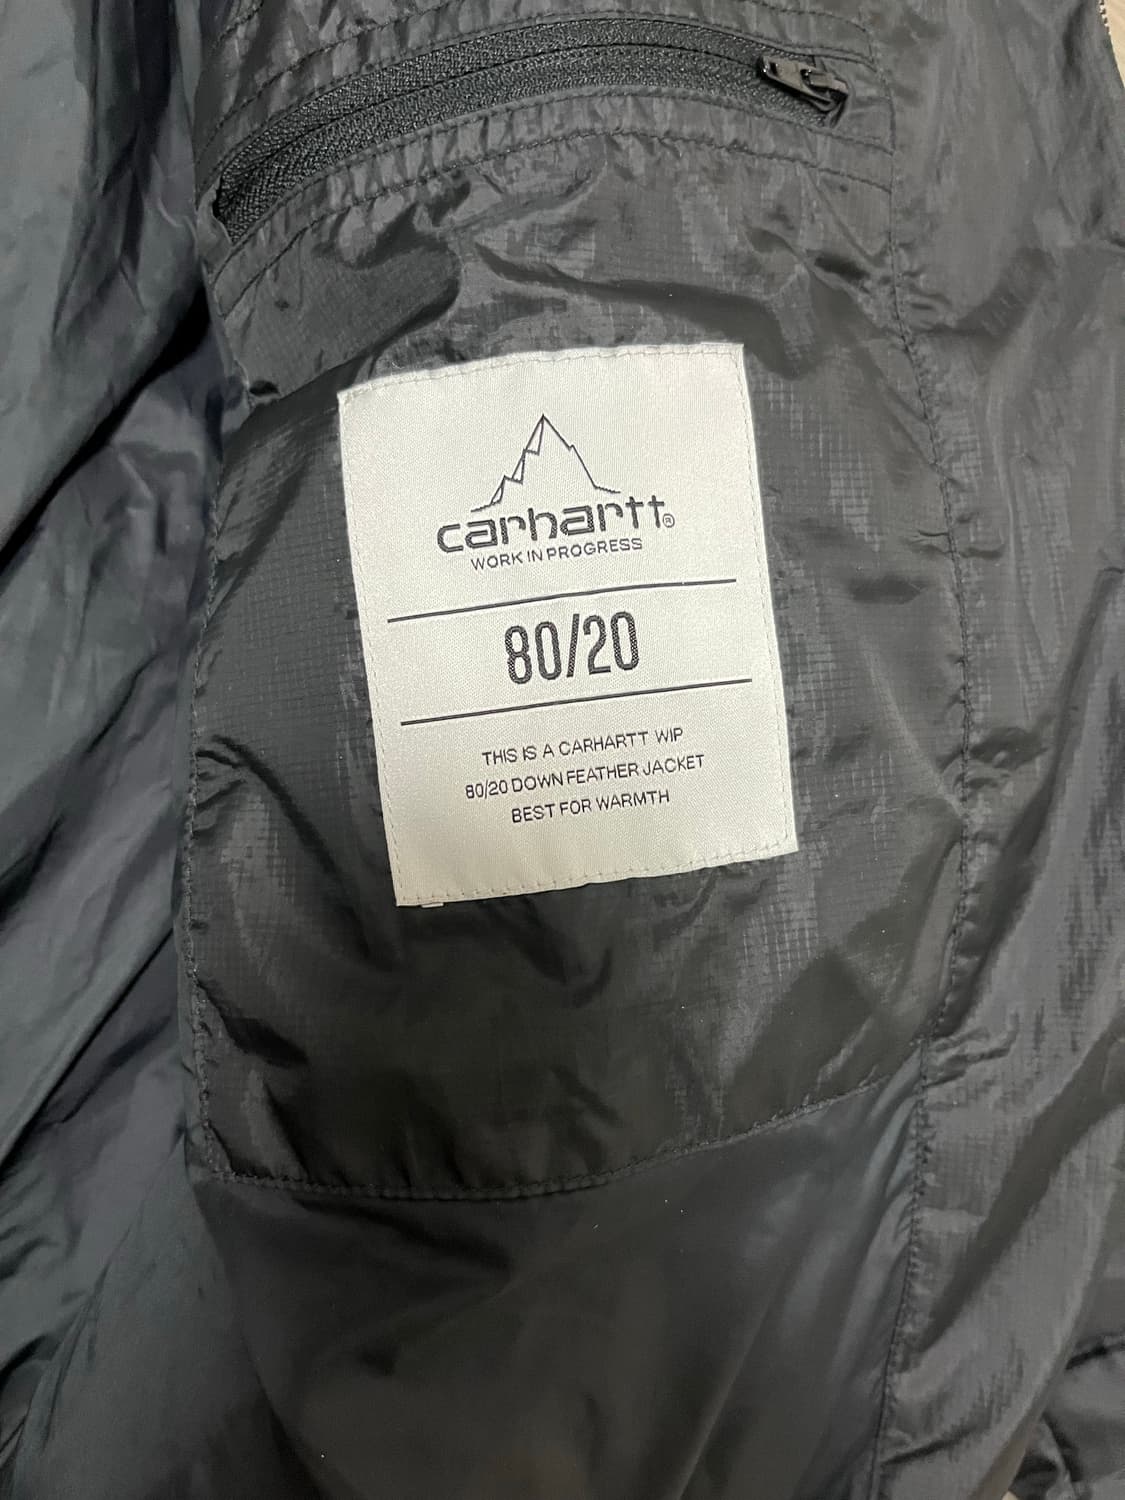 carhartt®
WORK IN PROGRESS
80/20
THIS IS A CARHARTT WIP
80/20 DOWN FEATHER JACKET
BEST FOR WARMTH